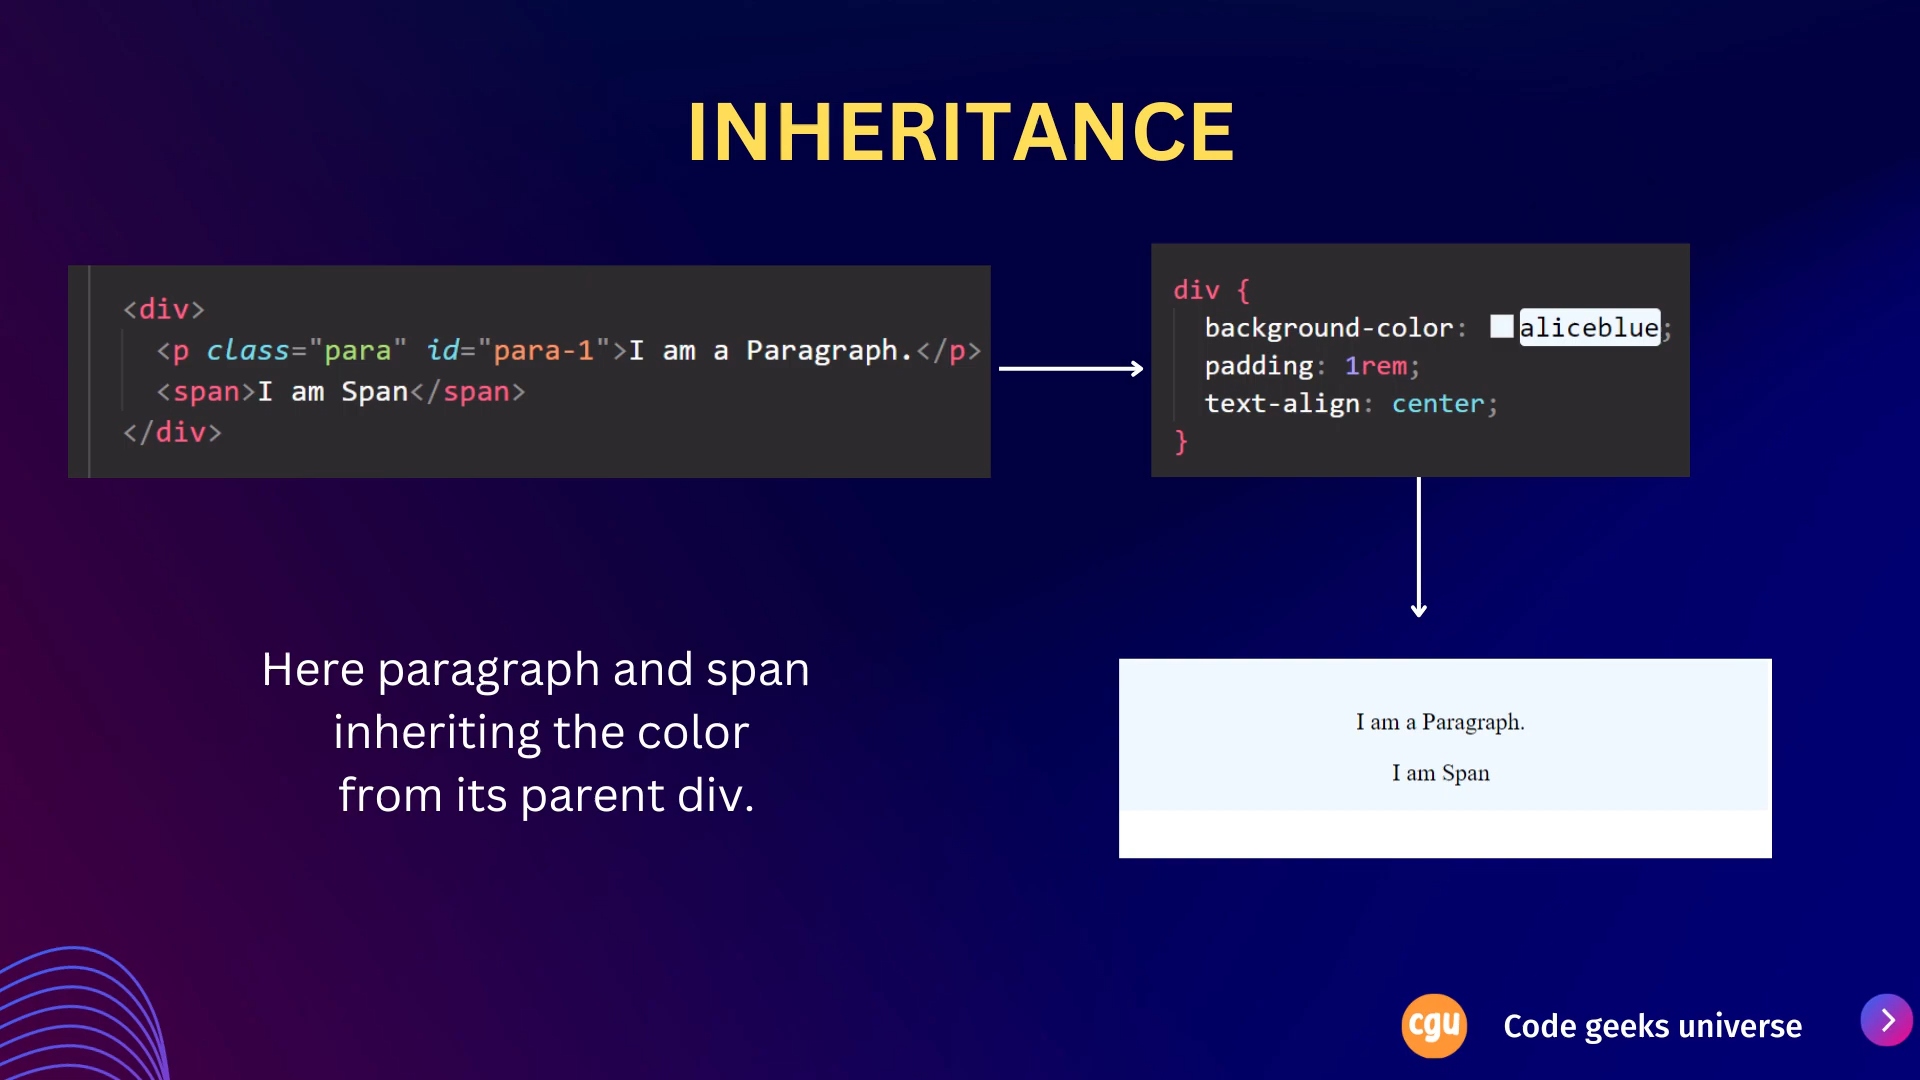 INHERITANCE
<div>
<p class="para" id="para-1">I am a Paragraph.</p>
<span>I am Span</span>
</div>
div {
background-color: aliceblue;
padding: 1rem;
text-align: center;
}
Here paragraph and span
inheriting the color
from its parent div.
I am a Paragraph.
I am Span
cgu Code geeks universe